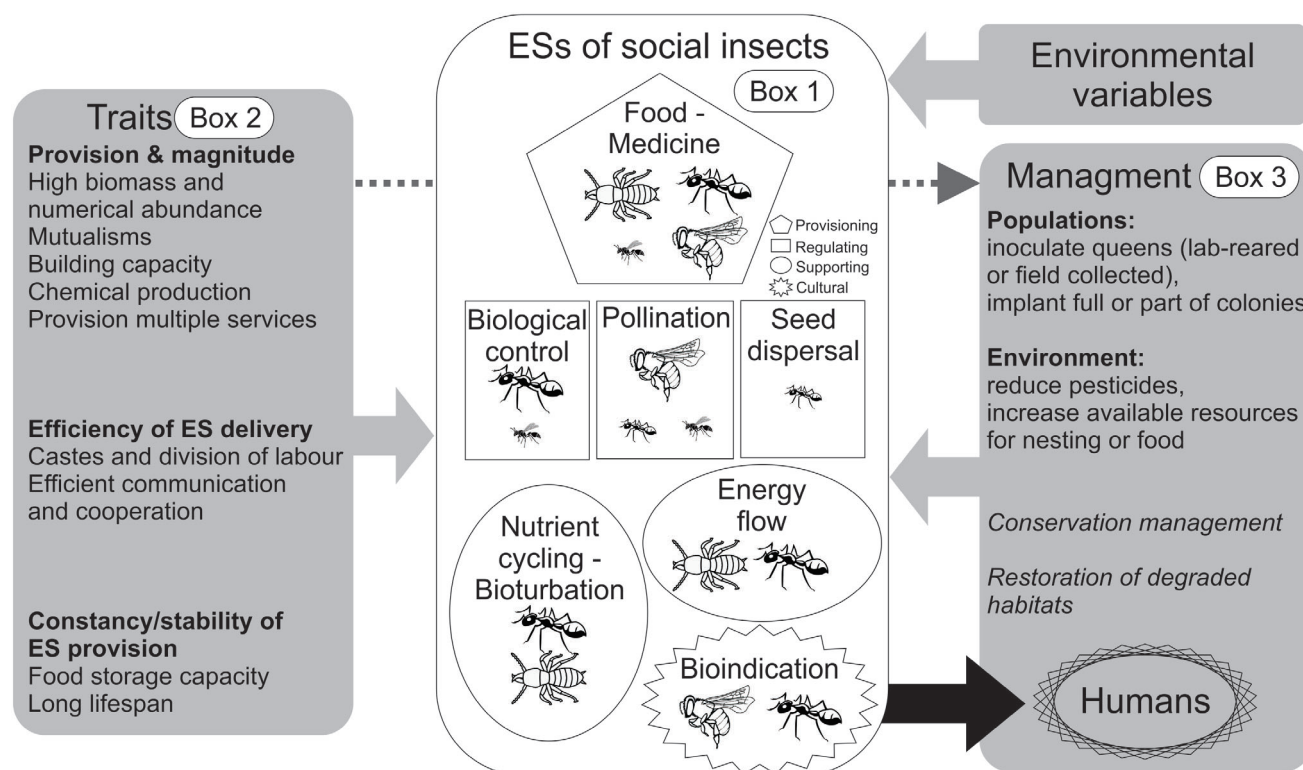 ESs of social insects
Box 1
Food -
Medicine
Provisioning
Regulating
Supporting
Cultural
Biological
control
Pollination
Seed
dispersal
Nutrient
cycling -
Bioturbation
Energy
flow
Bioindication
Traits Box 2
Provision & magnitude
High biomass and
numerical abundance
Mutualisms
Building capacity
Chemical production
Provision multiple services
Efficiency of ES delivery
Castes and division of labour
Efficient communication
and cooperation
Constancy/stability of
ES provision
Food storage capacity
Long lifespan
Environmental
variables
Managment Box 3
Populations:
inoculate queens (lab-reared
or field collected),
implant full or part of colonies
Environment:
reduce pesticides,
increase available resources
for nesting or food
Conservation management
Restoration of degraded
habitats
Humans